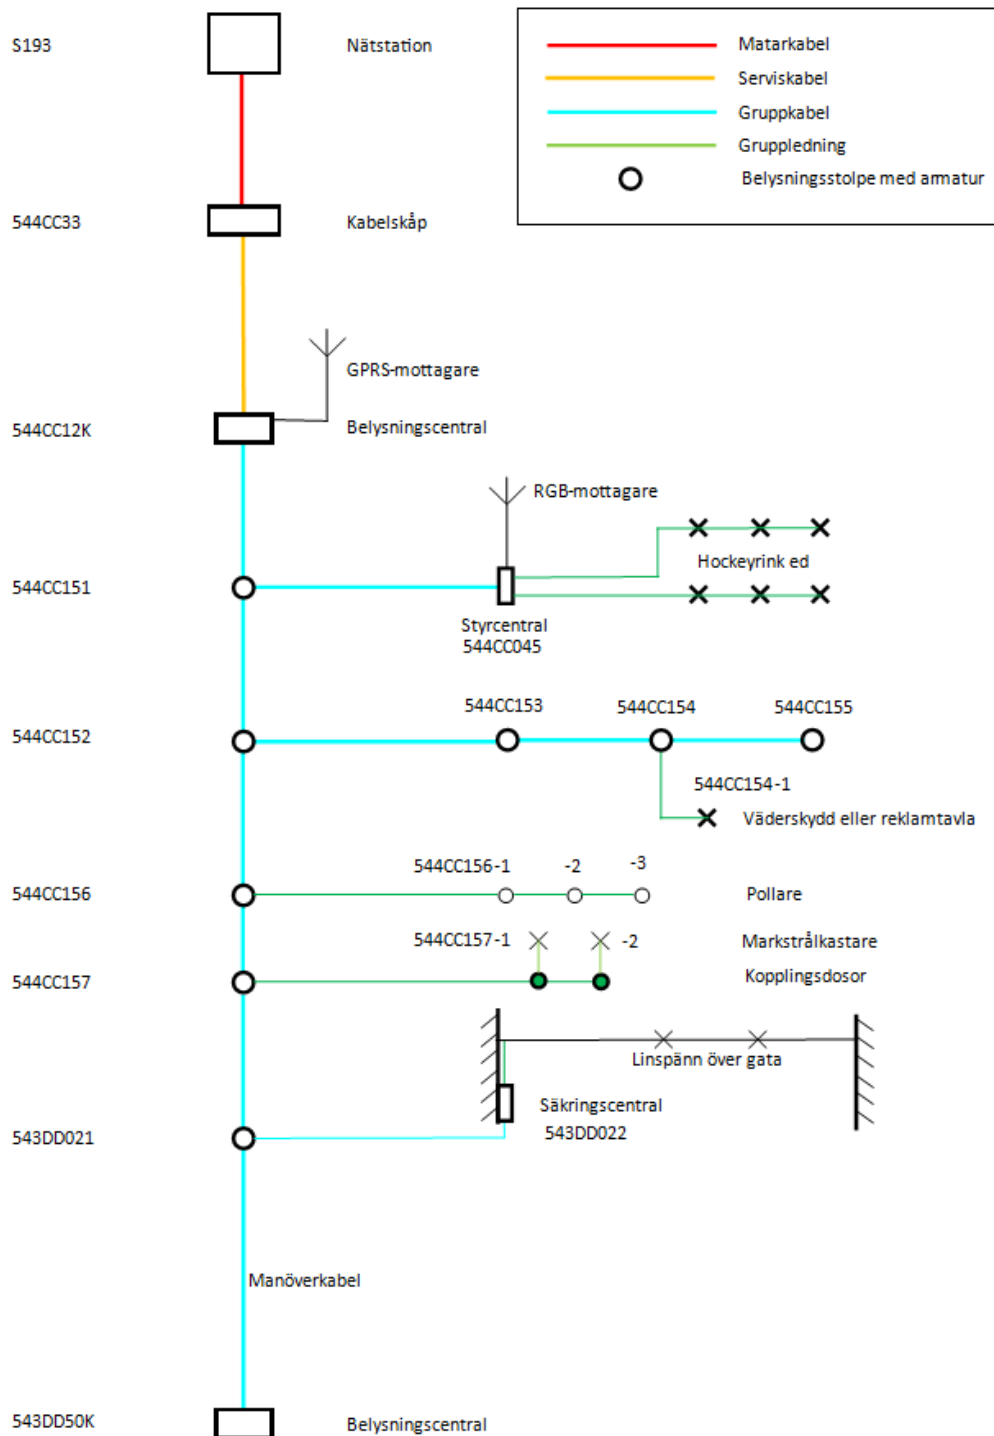 S193
Nätstation
Matarkabel
Serviskabel
Gruppkabel
Gruppledning
Belysningsstolpe med armatur
544CC33
Kabelskåp
GPRS-mottagare
544CC12K
Belysningscentral
RGB-mottagare
Hockeyrink ed
544CC151
Styrcentral
544CC045
544CC152
544CC153
544CC154
544CC155
544CC154-1
Väderskydd eller reklamtavla
544CC156
544CC156-1
-2
-3
Pollare
544CC157-1
-2
Markstrålkastare
544CC157
Kopplingsdosor
Linspänn över gata
Säkringscentral
543DD022
543DD021
Manöverkabel
543DD50K
Belysningscentral